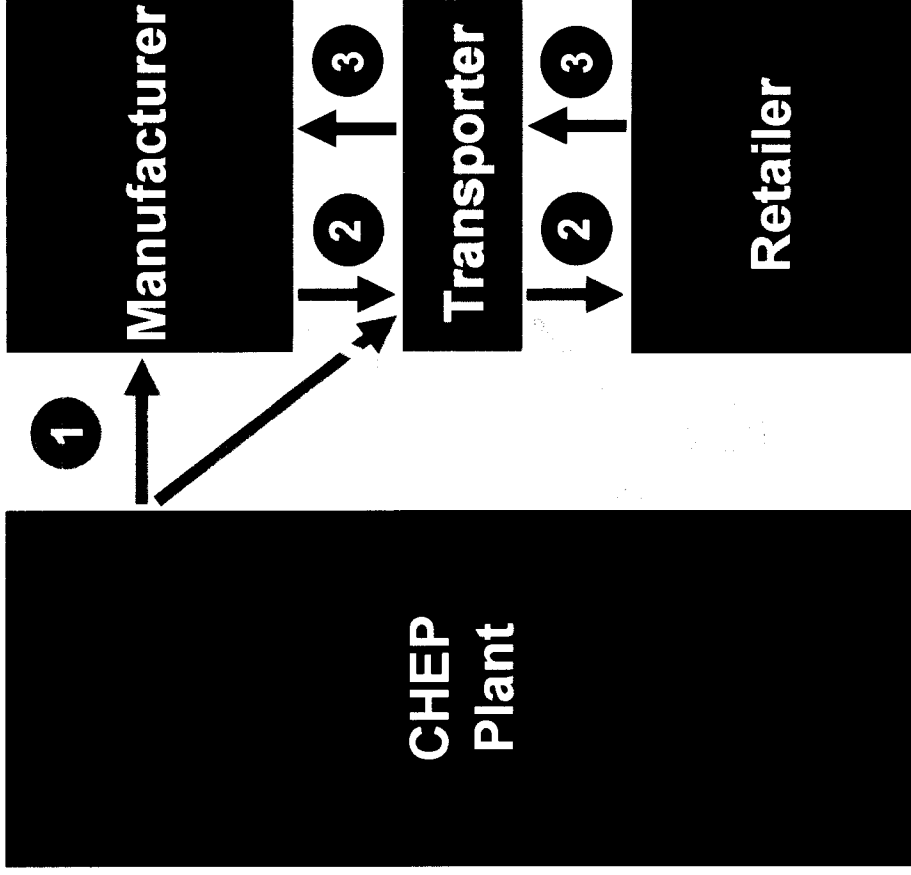 CHEP
Plant
1
Manufacturer
2
3
Transporter
2
3
Retailer